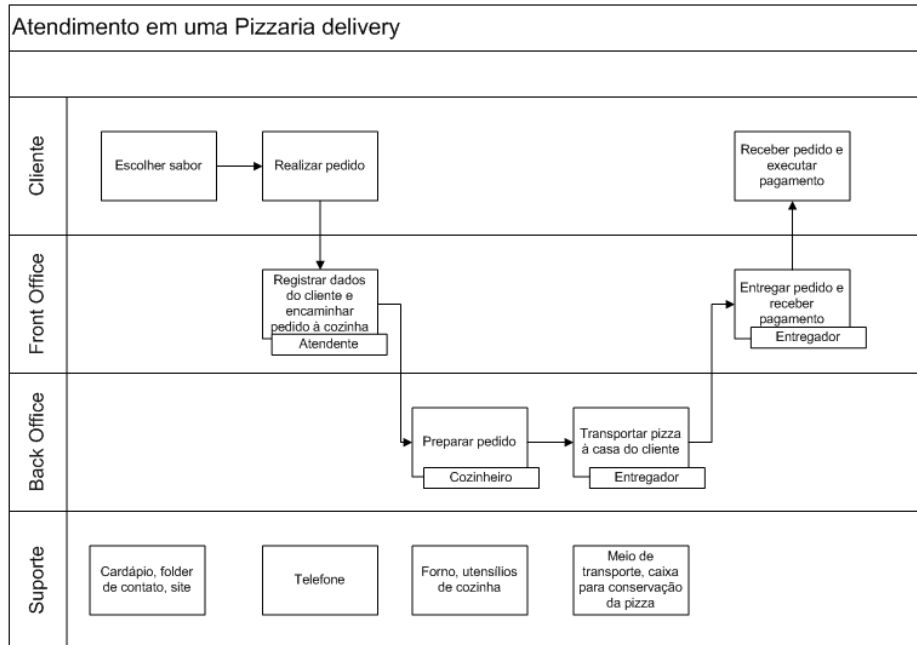 Atendimento em uma Pizzaria delivery
Cliente
Escolher sabor
Realizar pedido
Receber pedido e
executar
pagamento
Front Office
Registrar dados
do cliente e
encaminhar
pedido à cozinha
Atendente
Entregar pedido e
receber
pagamento
Entregador
Back Office
Preparar pedido
Cozinheiro
Transportar pizza
à casa do cliente
Entregador
Suporte
Cardápio, folder
de contato, site
Telefone
Forno, utensílios
de cozinha
Meio de
transporte, caixa
para conservação
da pizza